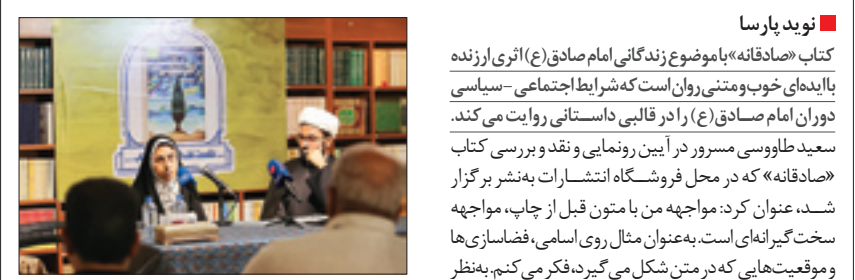 نوید پارسا
کتاب «صادقانه» با موضوع زندگانی امام صادق(ع) اثری ارزنده
با ایده‌ای خوب و متنی روان است که شرایط اجتماعی - سیاسی
دوران امام صادق(ع) را در قالبی داستانی روایت می‌کند.
سعید طاووسی مسرور در آیین رونمایی و نقد و بررسی کتاب
«صادقانه» که در محل فروشگاه انتشارات به‌نشر برگزار
شد، عنوان کرد: مواجهه من با متون قبل از چاپ، مواجهه
سخت‌گیرانه‌ای است. به‌عنوان مثال روی اسامی، فضاسازی‌ها
و موقعیت‌هایی که در متن شکل می‌گیرد، فکر می‌کنم. به‌نظر